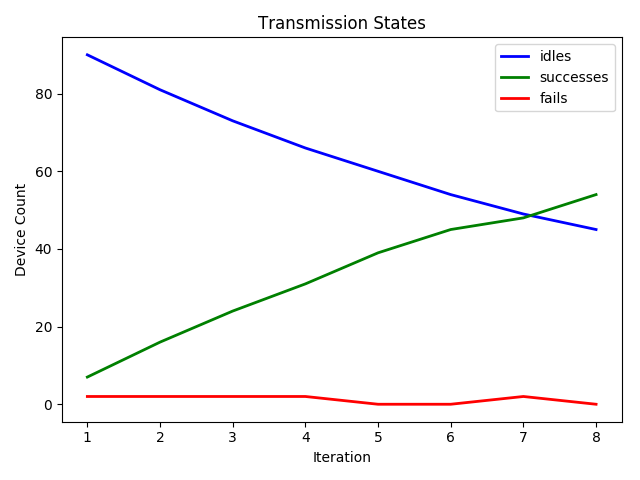 Transmission States
idles
successes
fails
Device Count
80
60
40
20
0
1 2 3 4 5 6 7 8
Iteration